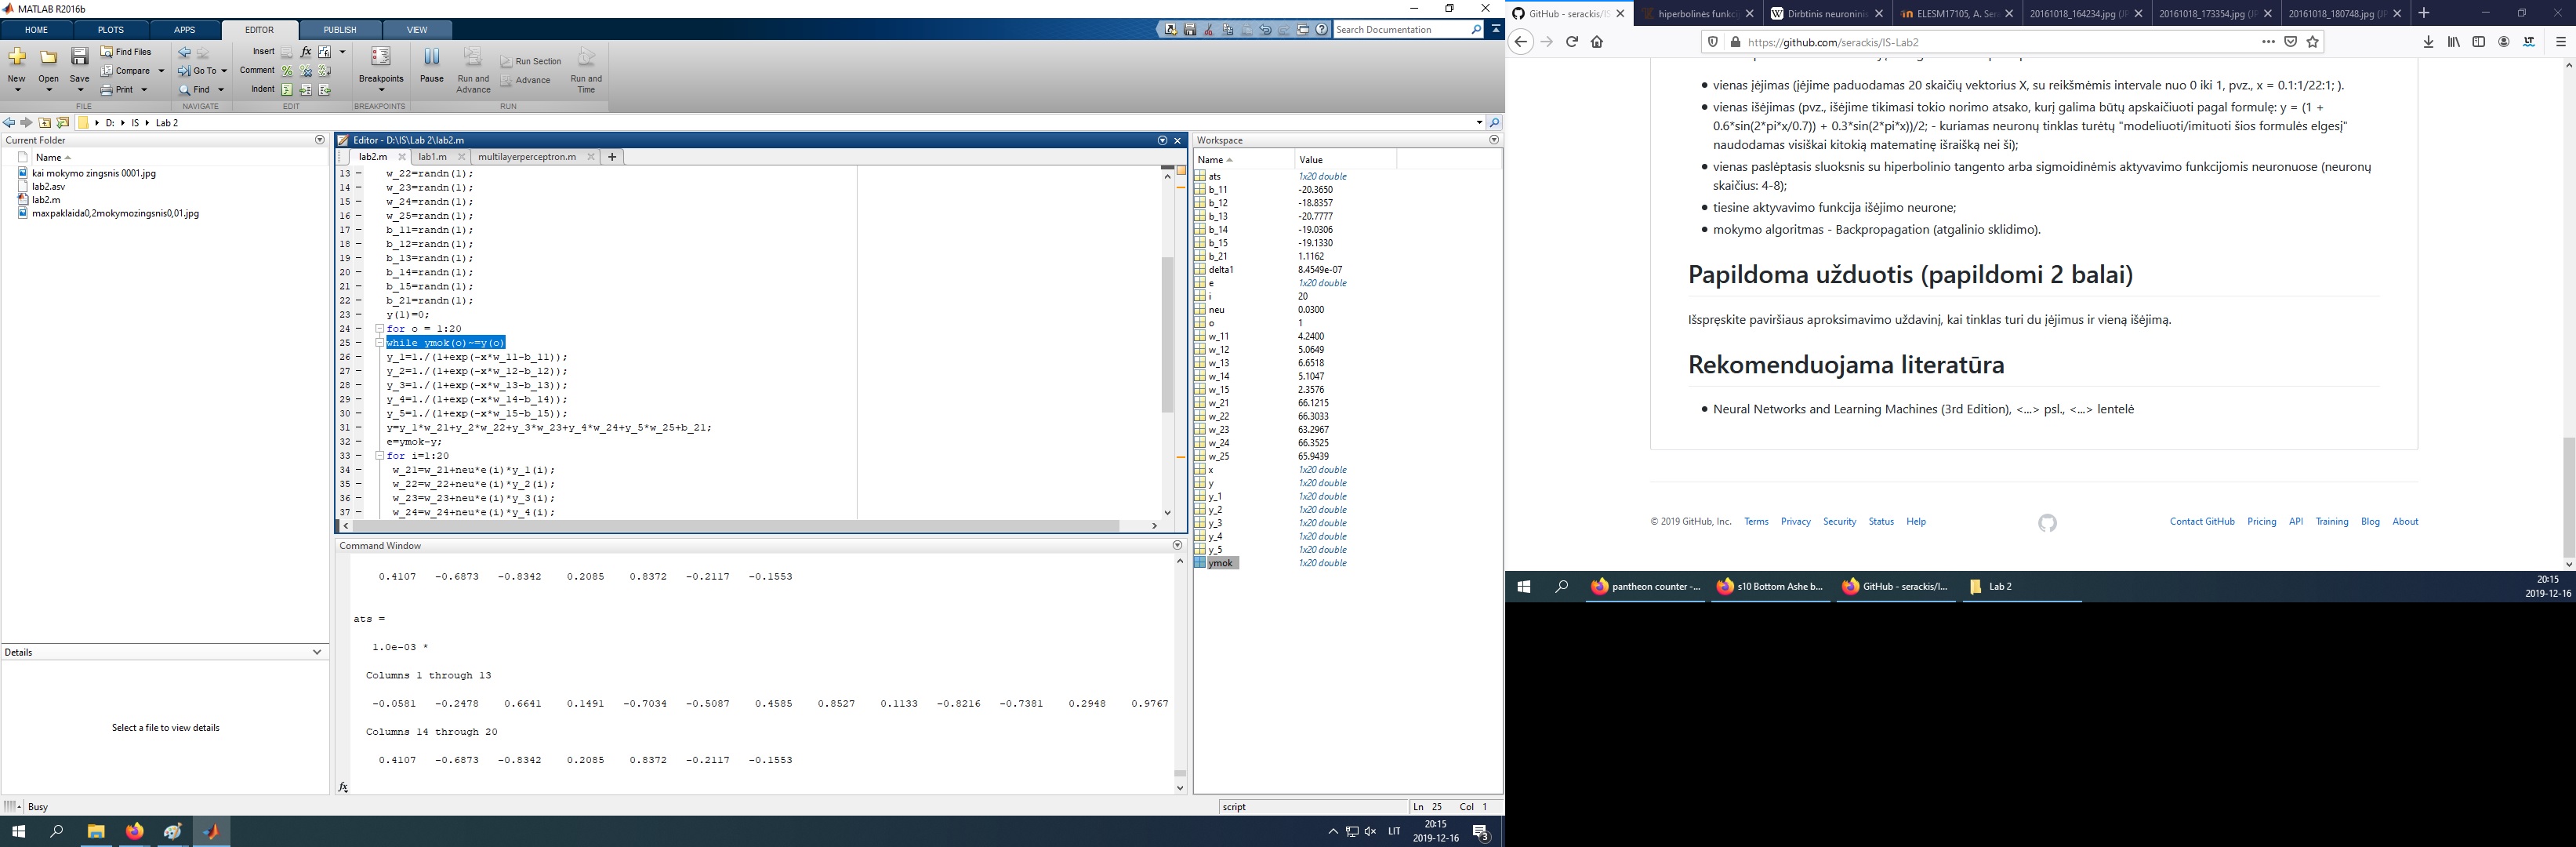 MATLAB R2016b
HOME PLOTS APPS EDITOR PUBLISH VIEW
Search Documentation
New Open Save Find Files Compare Print
Go To Find
Insert fx
Comment
Indent
Breakpoints
Pause Run and Advance Run Section Advance Run and Time
FILE NAVIGATE EDIT BREAKPOINTS RUN
D: IS Lab 2
Current Folder
Name
kai mokymo zingsnis 0001.jpg
lab2.asv
lab2.m
maxpaklaida0,2mokymozingsnis0,01.jpg
Details
Select a file to view details
Editor - D:\IS\Lab 2\lab2.m
lab2.m lab1.m multilayerperceptron.m
13 w_22=randn(1);
14 w_23=randn(1);
15 w_24=randn(1);
16 w_25=randn(1);
17 b_11=randn(1);
18 b_12=randn(1);
19 b_13=randn(1);
20 b_14=randn(1);
21 b_15=randn(1);
22 b_21=randn(1);
23 y(1)=0;
24 for o = 1:20
25 while ymok(o)~=y(o)
26 y_1=1./(1+exp(-x*w_11-b_11));
27 y_2=1./(1+exp(-x*w_12-b_12));
28 y_3=1./(1+exp(-x*w_13-b_13));
29 y_4=1./(1+exp(-x*w_14-b_14));
30 y_5=1./(1+exp(-x*w_15-b_15));
31 y=y_1*w_21+y_2*w_22+y_3*w_23+y_4*w_24+y_5*w_25+b_21;
32 e=ymok-y;
33 for i=1:20
34 w_21=w_21+neu*e(i)*y_1(i);
35 w_22=w_22+neu*e(i)*y_2(i);
36 w_23=w_23+neu*e(i)*y_3(i);
37 w_24=w_24+neu*e(i)*y_4(i);
Command Window
0.4107 -0.6873 -0.8342 0.2085 0.8372 -0.2117 -0.1553
ats =
1.0e-03 *
Columns 1 through 13
-0.0581 -0.2478 0.6641 0.1491 -0.7034 -0.5087 0.4585 0.8527 0.1133 -0.8216 -0.7381 0.2948 0.9767
Columns 14 through 20
0.4107 -0.6873 -0.8342 0.2085 0.8372 -0.2117 -0.1553
fx
Workspace
Name Value
ats 1x20 double
b_11 -20.3650
b_12 -18.8357
b_13 -20.7777
b_14 -19.0306
b_15 -19.1330
b_21 1.1162
delta1 8.4549e-07
e 1x20 double
i 20
neu 0.0300
o 1
w_11 4.2400
w_12 5.0649
w_13 6.6518
w_14 5.1047
w_15 2.3576
w_21 66.1215
w_22 66.3033
w_23 63.2967
w_24 66.3525
w_25 65.9439
x 1x20 double
y 1x20 double
y_1 1x20 double
y_2 1x20 double
y_3 1x20 double
y_4 1x20 double
y_5 1x20 double
ymok 1x20 double
Busy
script Ln 25 Col 1
LIT 20:15
2019-12-16
3
GitHub - serackis/IS hiperbolinės funkci Dirbtinis neuroninis ELESM17105, A. Ser 20161018_164234.jpg (JP 20161018_173354.jpg (JP 20161018_180748.jpg (JP
https://github.com/serackis/IS-Lab2
vienas įėjimas (įėjime paduodamas 20 skaičių vektorius X, su reikšmėmis intervale nuo 0 iki 1, pvz., x = 0.1:1/22:1; ).
vienas išėjimas (pvz., išėjime tikimasi tokio norimo atsako, kurį galima būtų apskaičiuoti pagal formulę: y = (1 +
0.6*sin(2*pi*x/0.7)) + 0.3*sin(2*pi*x))/2; - kuriamas neuronų tinklas turėtų "modeliuoti/imituoti šios formulės elgesį"
naudodamas visiškai kitokią matematinę išraišką nei ši);
vienas paslėptasis sluoksnis su hiperbolinio tangento arba sigmoidinėmis aktyvavimo funkcijomis neuronuose (neuronų
skaičius: 4-8);
tiesine aktyvavimo funkcija išėjimo neurone;
mokymo algoritmas - Backpropagation (atgalinio sklidimo).
Papildoma užduotis (papildomi 2 balai)
Išspręskite paviršiaus aproksimavimo uždavinį, kai tinklas turi du įėjimus ir vieną išėjimą.
Rekomenduojama literatūra
Neural Networks and Learning Machines (3rd Edition), <...> psl., <...> lentelė
© 2019 GitHub, Inc. Terms Privacy Security Status Help Contact GitHub Pricing API Training Blog About
pantheon counter -... s10 Bottom Ashe b... GitHub - serackis/I... Lab 2
20:15
2019-12-16